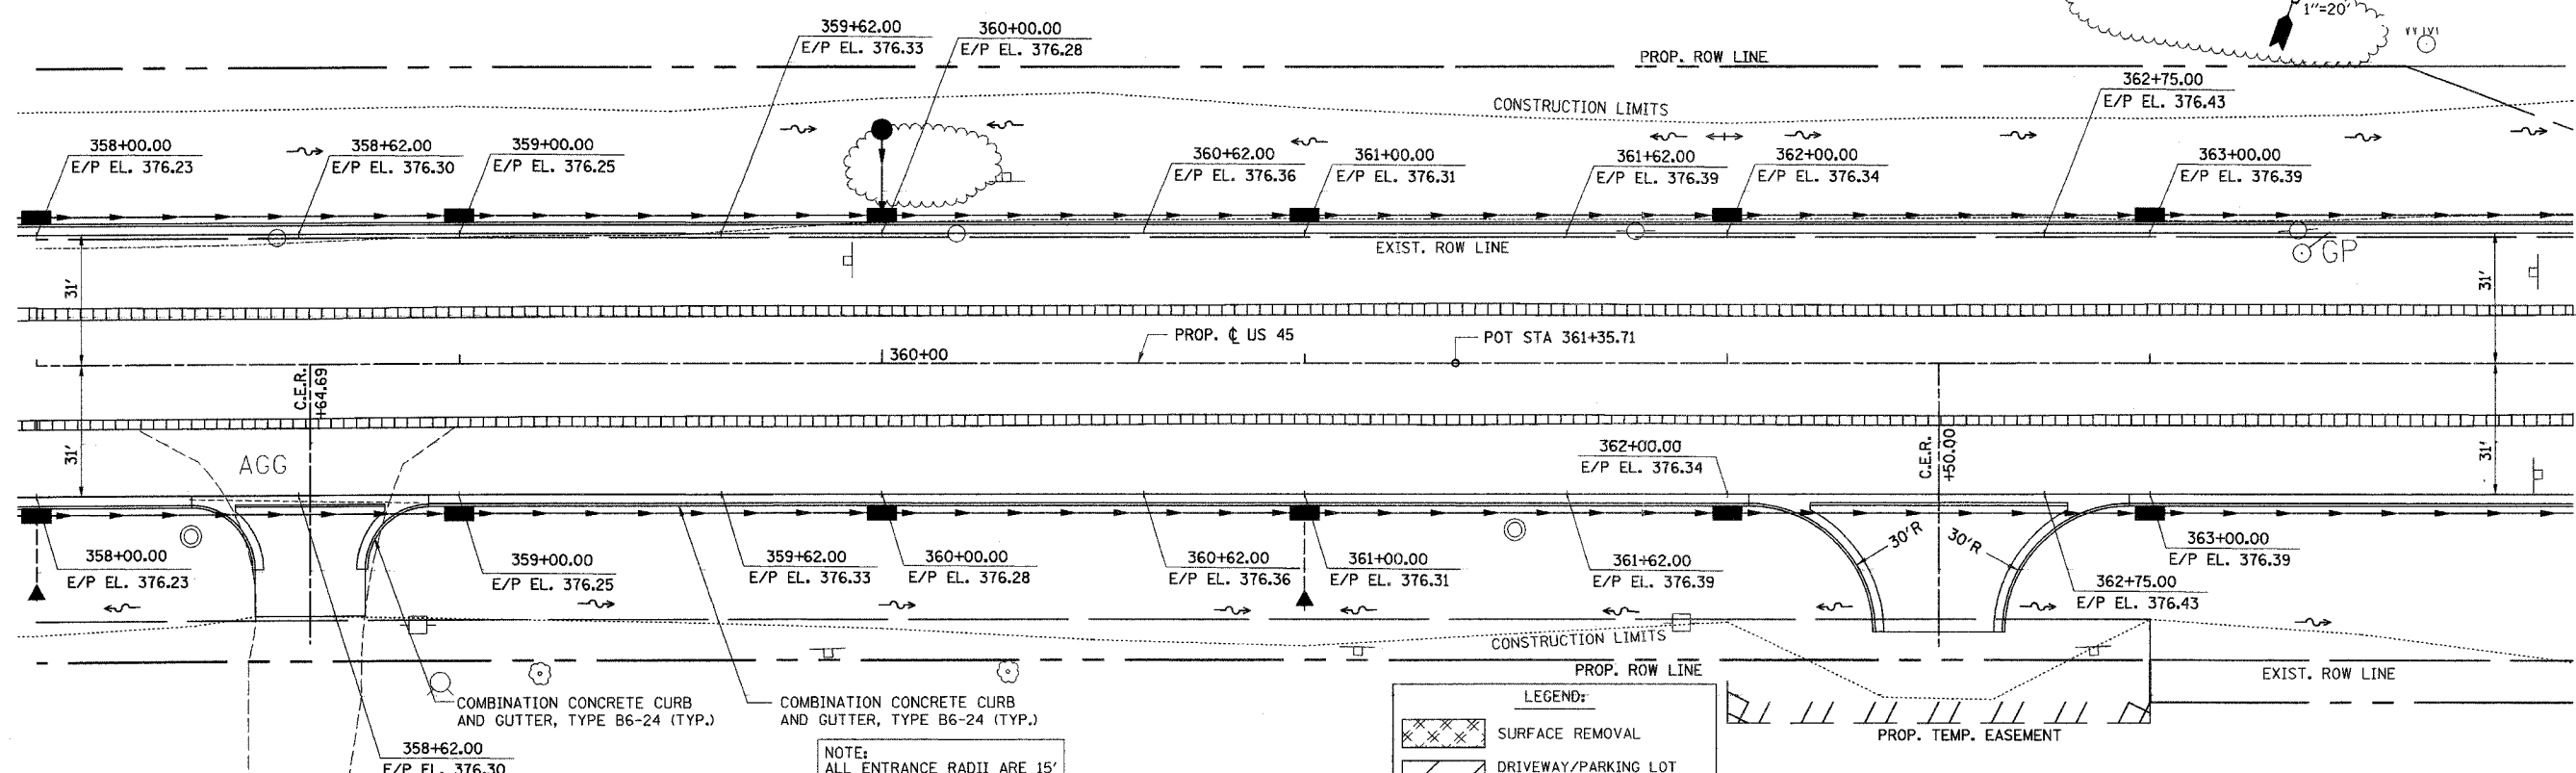 1"=20'
359+62.00
E/P EL. 376.33
360+00.00
E/P EL. 376.28
PROP. ROW LINE
362+75.00
E/P EL. 376.43
CONSTRUCTION LIMITS
358+00.00
E/P EL. 376.23
358+62.00
E/P EL. 376.30
359+00.00
E/P EL. 376.25
360+62.00
E/P EL. 376.36
361+00.00
E/P EL. 376.31
361+62.00
E/P EL. 376.39
362+00.00
E/P EL. 376.34
363+00.00
E/P EL. 376.39
EXIST. ROW LINE
GP
31'
31'
PROP. ℄ US 45
POT STA 361+35.71
360+00
C.E.R.
+64.69
31'
AGG
362+00.00
E/P EL. 376.34
C.E.R.
+50.00
31'
30'R
30'R
358+00.00
E/P EL. 376.23
359+00.00
E/P EL. 376.25
359+62.00
E/P EL. 376.33
360+00.00
E/P EL. 376.28
360+62.00
E/P EL. 376.36
361+00.00
E/P EL. 376.31
361+62.00
E/P EL. 376.39
363+00.00
E/P EL. 376.39
362+75.00
E/P EL. 376.43
CONSTRUCTION LIMITS
PROP. ROW LINE
EXIST. ROW LINE
COMBINATION CONCRETE CURB
AND GUTTER, TYPE B6-24 (TYP.)
COMBINATION CONCRETE CURB
AND GUTTER, TYPE B6-24 (TYP.)
LEGEND:
SURFACE REMOVAL
DRIVEWAY/PARKING LOT
PROP. TEMP. EASEMENT
358+62.00
E/P EL. 376.30
NOTE:
ALL ENTRANCE RADII ARE 15'